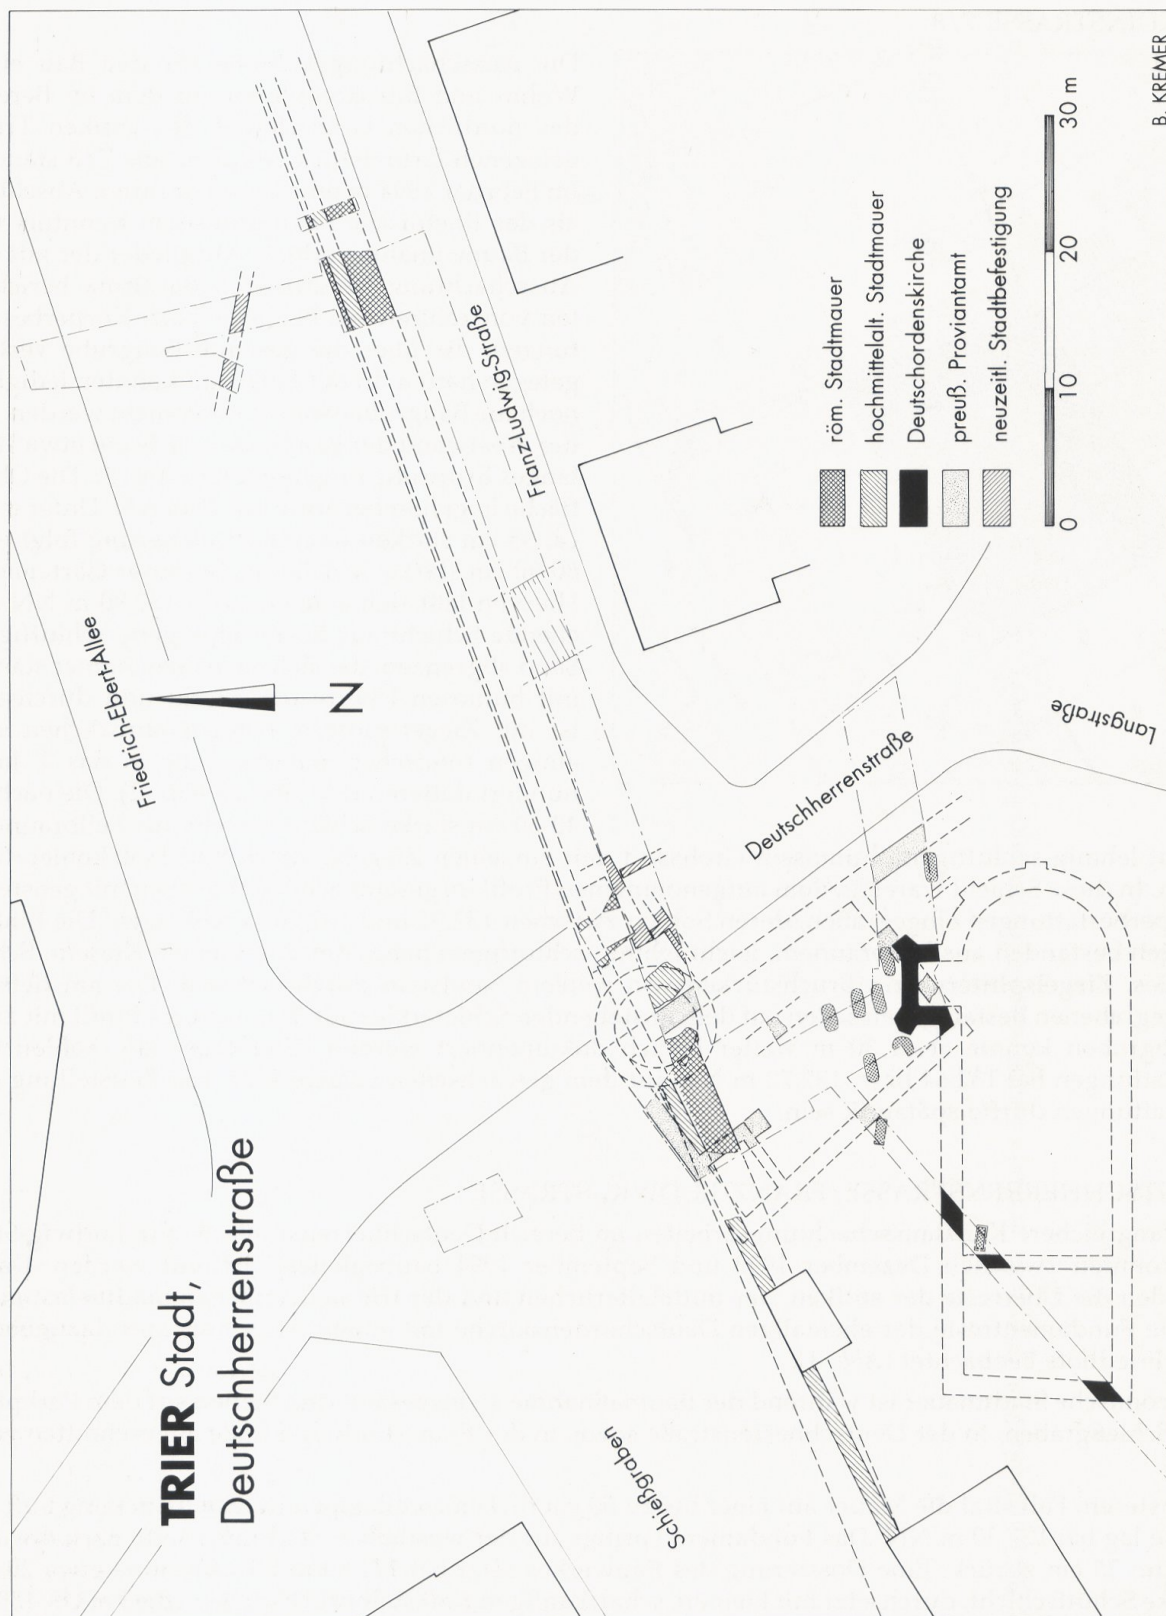 TRIER Stadt,
Deutschherrenstraße
Friedrich-Ebert-Allee
N
Franz-Ludwig-Straße
Deutschherrenstraße
Langstraße
Schießgraben
röm. Stadtmauer
hochmittelalt. Stadtmauer
Deutschordenskirche
preuß. Proviantamt
neuzeitl. Stadtbefestigung
0 10 20 30 m
B. KREMER